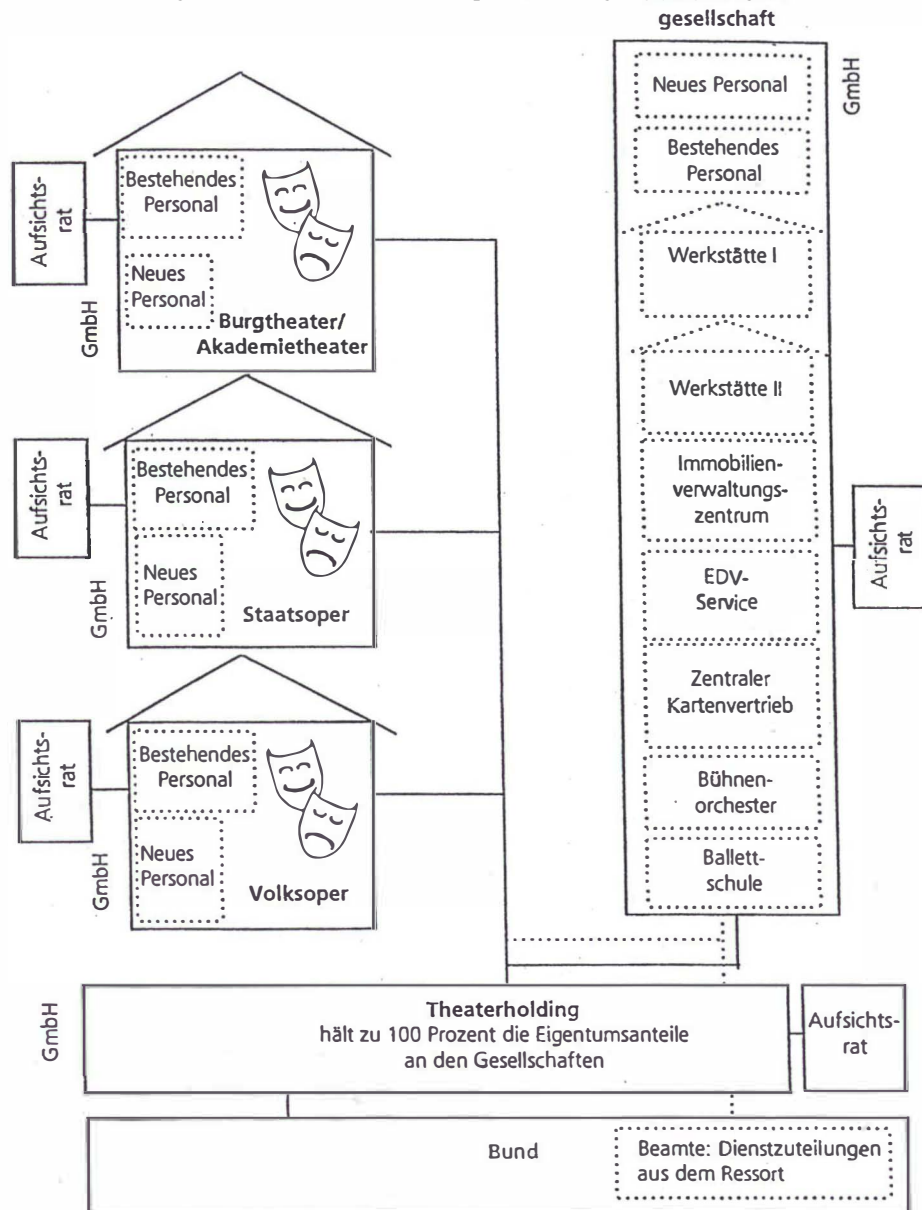 gesellschaft
GmbH
Neues Personal
Bestehendes
Personal
Werkstätte I
Werkstätte II
Immobilien-
verwaltungs-
zentrum
EDV-
Service
Zentraler
Kartenvertrieb
Bühnen-
orchester
Ballett-
schule
Aufsichts-
rat
Aufsichts-
rat
GmbH
Bestehendes
Personal
Neues
Personal
Burgtheater/
Akademietheater
Aufsichts-
rat
GmbH
Bestehendes
Personal
Neues
Personal
Staatsoper
Aufsichts-
rat
GmbH
Bestehendes
Personal
Neues
Personal
Volksoper
GmbH
Theaterholding
hält zu 100 Prozent die Eigentumsanteile
an den Gesellschaften
Aufsichts-
rat
Bund
Beamte: Dienstzuteilungen
aus dem Ressort